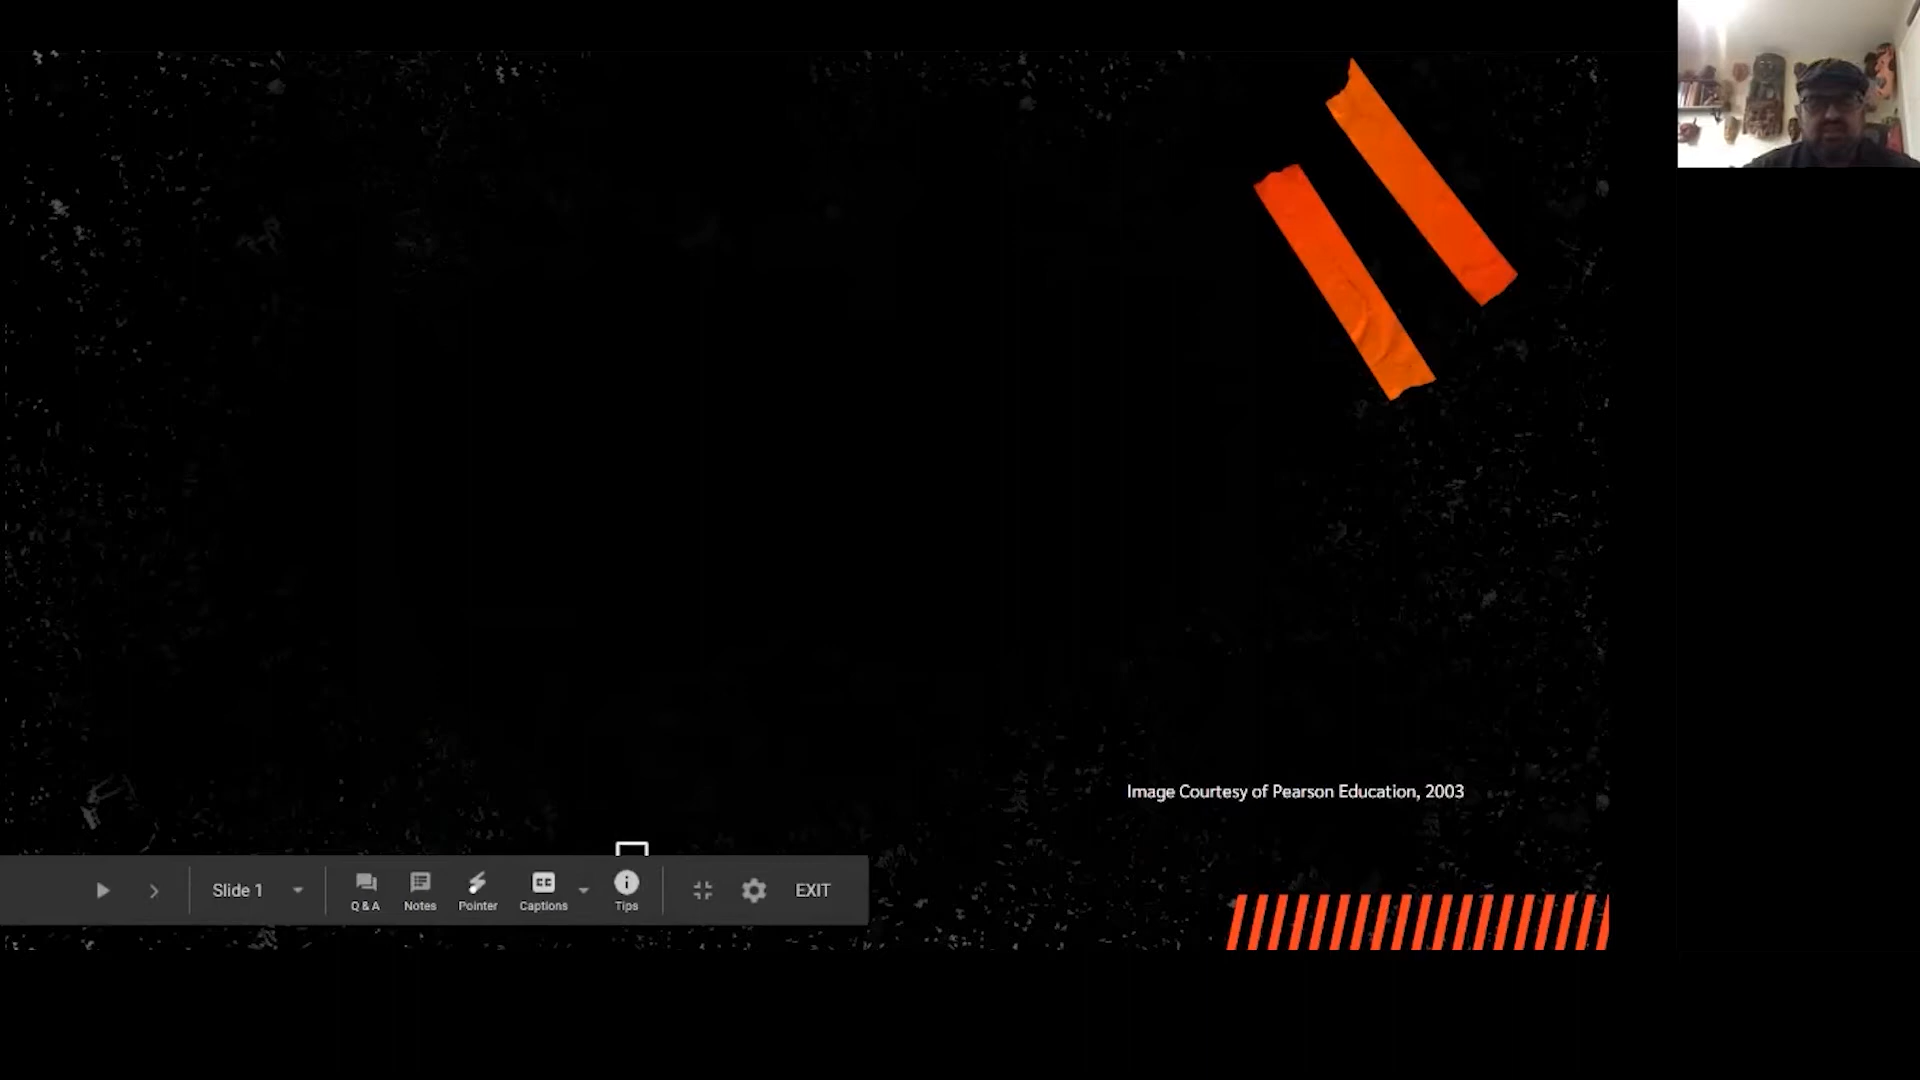 Image Courtesy of Pearson Education, 2003
Slide 1
Q & A
Notes
Pointer
Captions
Tips
EXIT